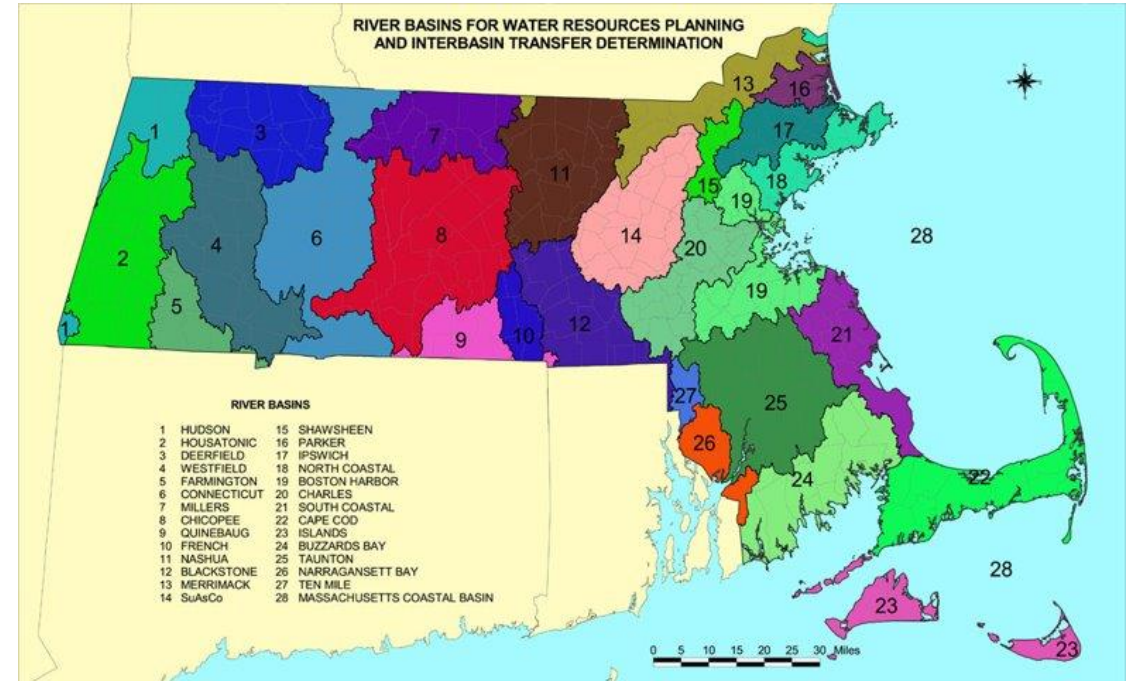 RIVER BASINS FOR WATER RESOURCES PLANNING
AND INTERBASIN TRANSFER DETERMINATION
13
16
1
3
7
17
11
15
18
19
14
4
6
8
20
28
2
19
5
12
21
1
9
10
27
25
26
24
22
28
23
23
RIVER BASINS
1 HUDSON
2 HOUSATONIC
3 DEERFIELD
4 WESTFIELD
5 FARMINGTON
6 CONNECTICUT
7 MILLERS
8 CHICOPEE
9 QUINEBAUG
10 FRENCH
11 NASHUA
12 BLACKSTONE
13 MERRIMACK
14 SuAsCo
15 SHAWSHEEN
16 PARKER
17 IPSWICH
18 NORTH COASTAL
19 BOSTON HARBOR
20 CHARLES
21 SOUTH COASTAL
22 CAPE COD
23 ISLANDS
24 BUZZARDS BAY
25 TAUNTON
26 NARRAGANSETT BAY
27 TEN MILE
28 MASSACHUSETTS COASTAL BASIN
0 5 10 15 20 25 30 Miles